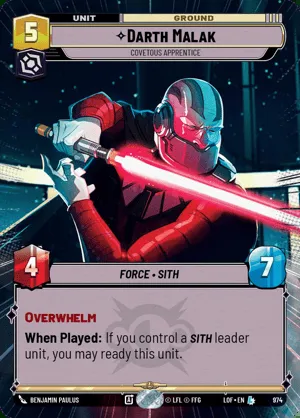 UNIT GROUND
5
✧DARTH MALAK
COVETOUS APPRENTICE
4
7
FORCE • SITH
OVERWHELM
When Played: If you control a SITH leader
unit, you may ready this unit.
BENJAMIN PAULUS © LFL © FFG LOF • EN 974